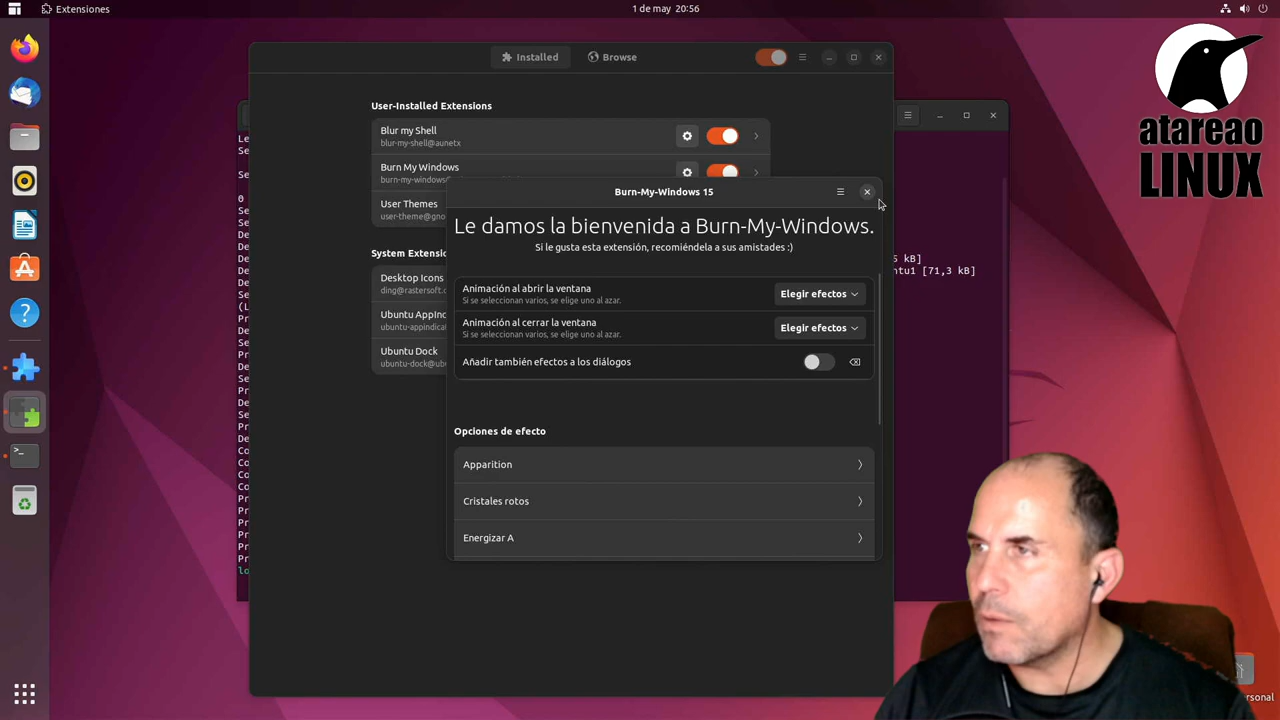 Extensiones
1 de may  20:56
Installed
Browse
User-Installed Extensions
Blur my Shell
blur-my-shell@aunetx
Burn My Windows
User Themes
Burn-My-Windows 15
Le damos la bienvenida a Burn-My-Windows.
Si le gusta esta extensión, recomiéndela a sus amistades :)
Desktop Icons
Ubuntu Dock
Animación al abrir la ventana
Si se seleccionan varios, se elige uno al azar.
Elegir efectos
Animación al cerrar la ventana
Si se seleccionan varios, se elige uno al azar.
Elegir efectos
Añadir también efectos a los diálogos
Opciones de efecto
Apparition
Cristales rotos
Energizar A
kB]
[71,3 kB]
atareao
LINUX